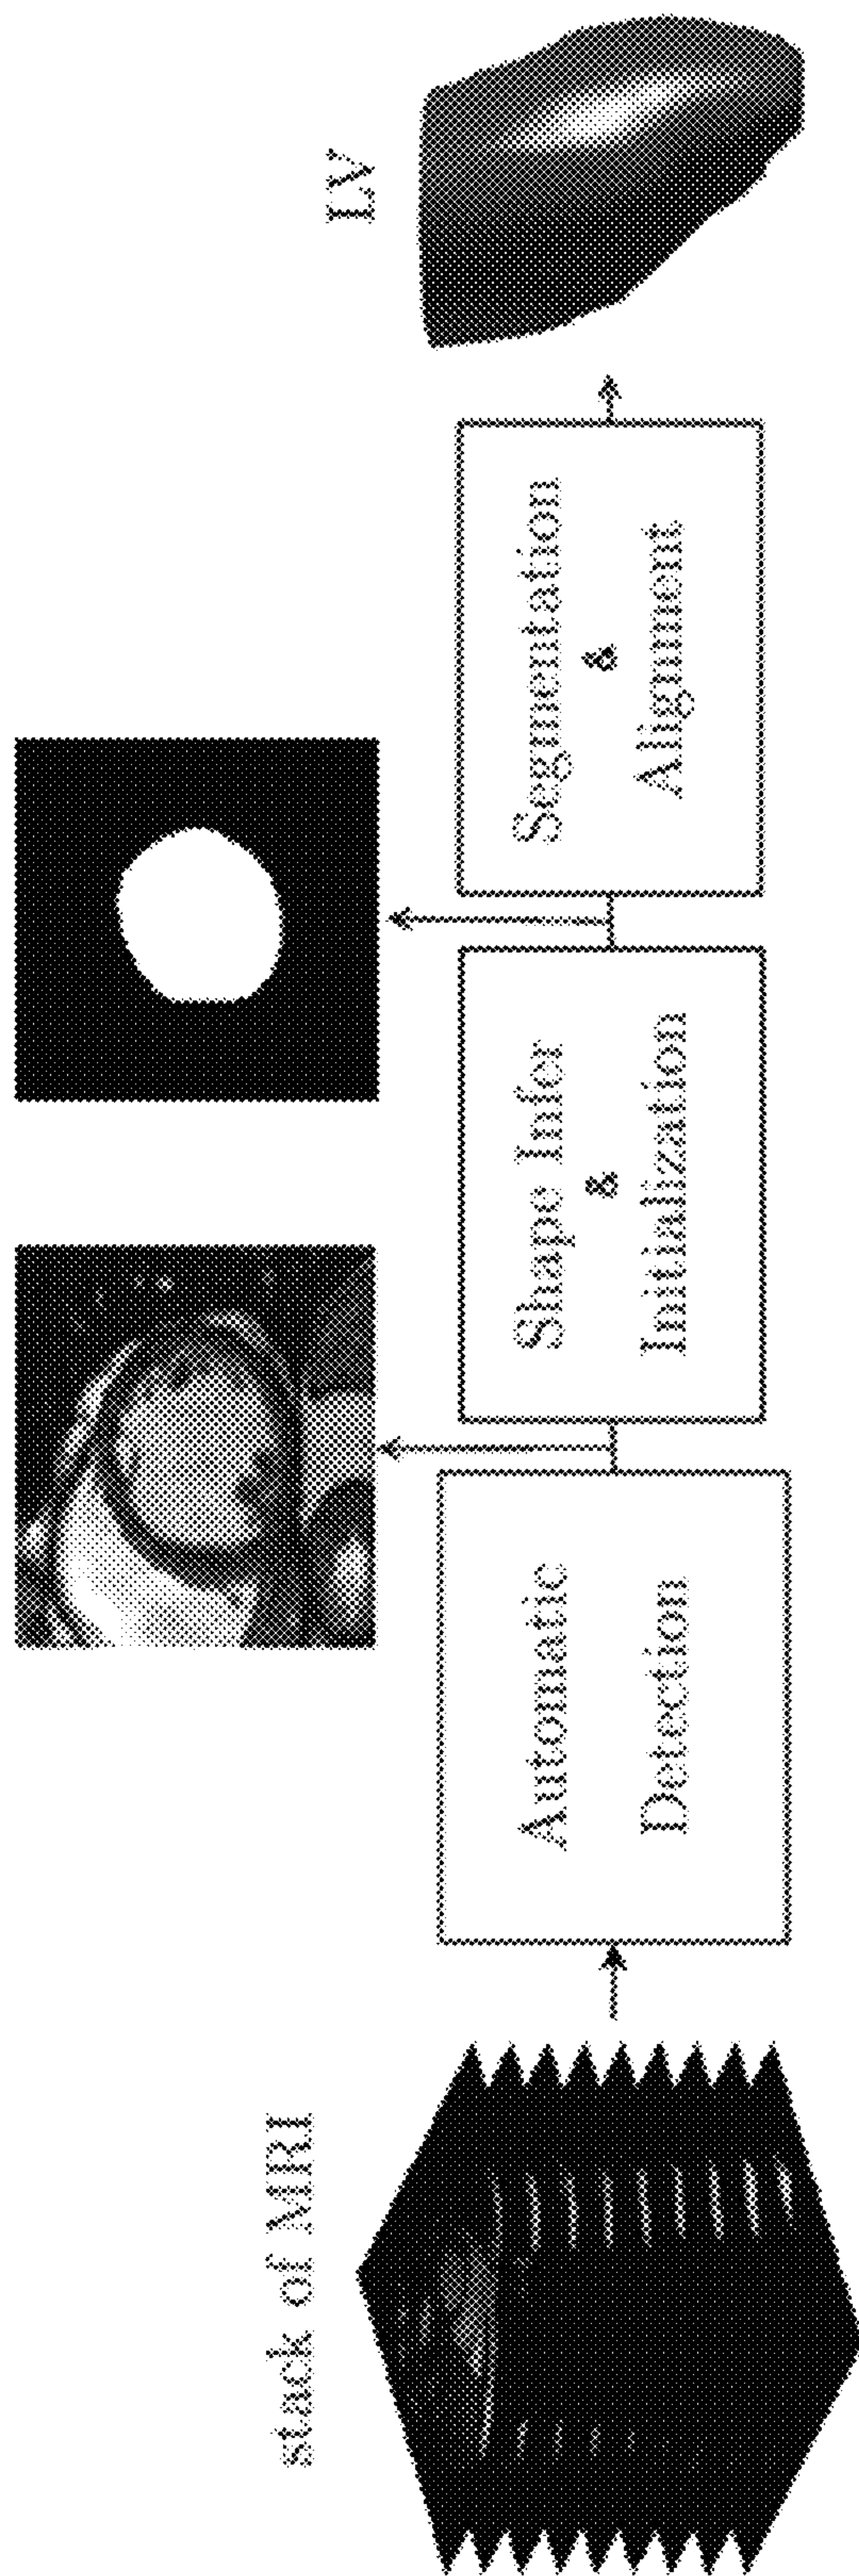 stack of MRI
Automatic
Detection
Shape Infer
&
Initialization
Segmentation
&
Alignment
LV